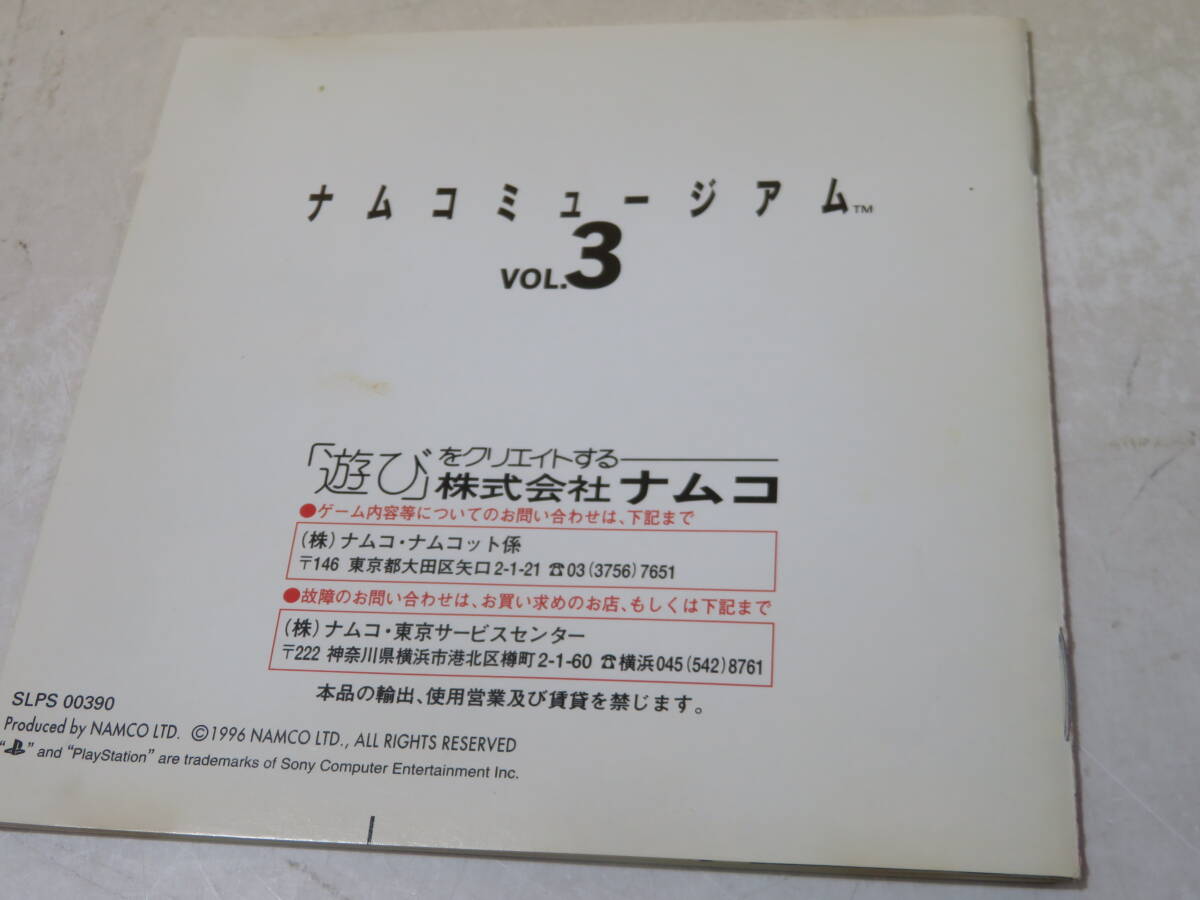 ナムコミュージアム™
VOL.3
「遊び」をクリエイトする
株式会社ナムコ
●ゲーム内容等についてのお問い合わせは、下記まで
(株)ナムコ・ナムコット係
〒146 東京都大田区矢口2-1-21 ☎03(3756)7651
●故障のお問い合わせは、お買い求めのお店、もしくは下記まで
(株)ナムコ・東京サービスセンター
〒222 神奈川県横浜市港北区樽町2-1-60 ☎横浜045(542)8761
本品の輸出、使用営業及び賃貸を禁じます。
SLPS 00390
Produced by NAMCO LTD. ©1996 NAMCO LTD., ALL RIGHTS RESERVED
“ ” and “PlayStation” are trademarks of Sony Computer Entertainment Inc.